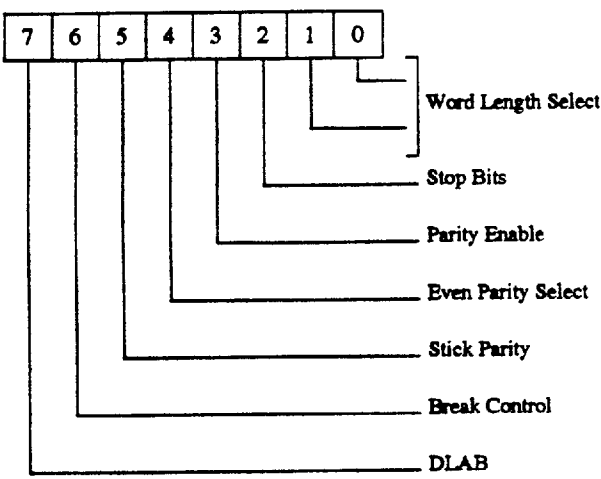 7 6 5 4 3 2 1 0
Word Length Select
Stop Bits
Parity Enable
Even Parity Select
Stick Parity
Break Control
DLAB